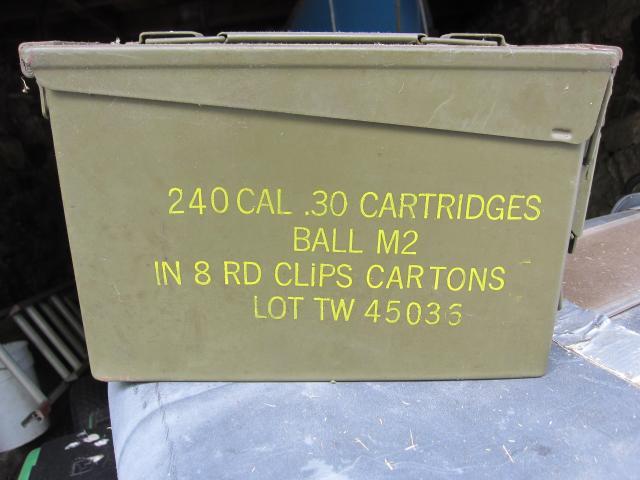 240 CAL .30 CARTRIDGES
BALL M2
IN 8 RD CLIPS CARTONS
LOT TW 45036